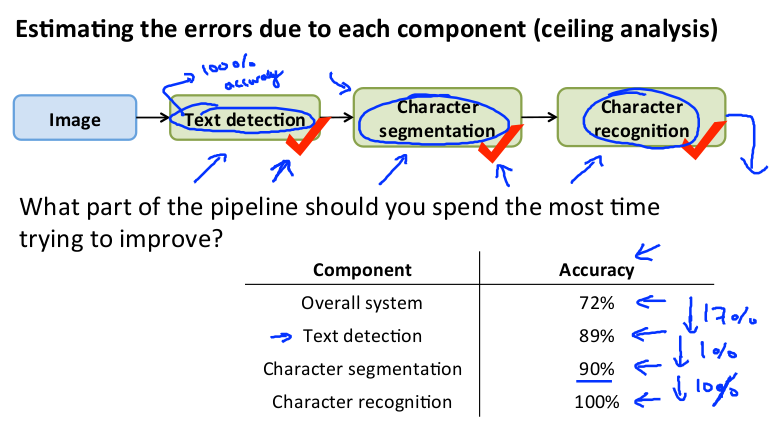 Estimating the errors due to each component (ceiling analysis)
100% accuracy
Image
Text detection
Character
segmentation
Character
recognition
What part of the pipeline should you spend the most time
trying to improve?
Component Accuracy
Overall system 72%
17%
Text detection 89%
1%
Character segmentation 90%
10%
Character recognition 100%